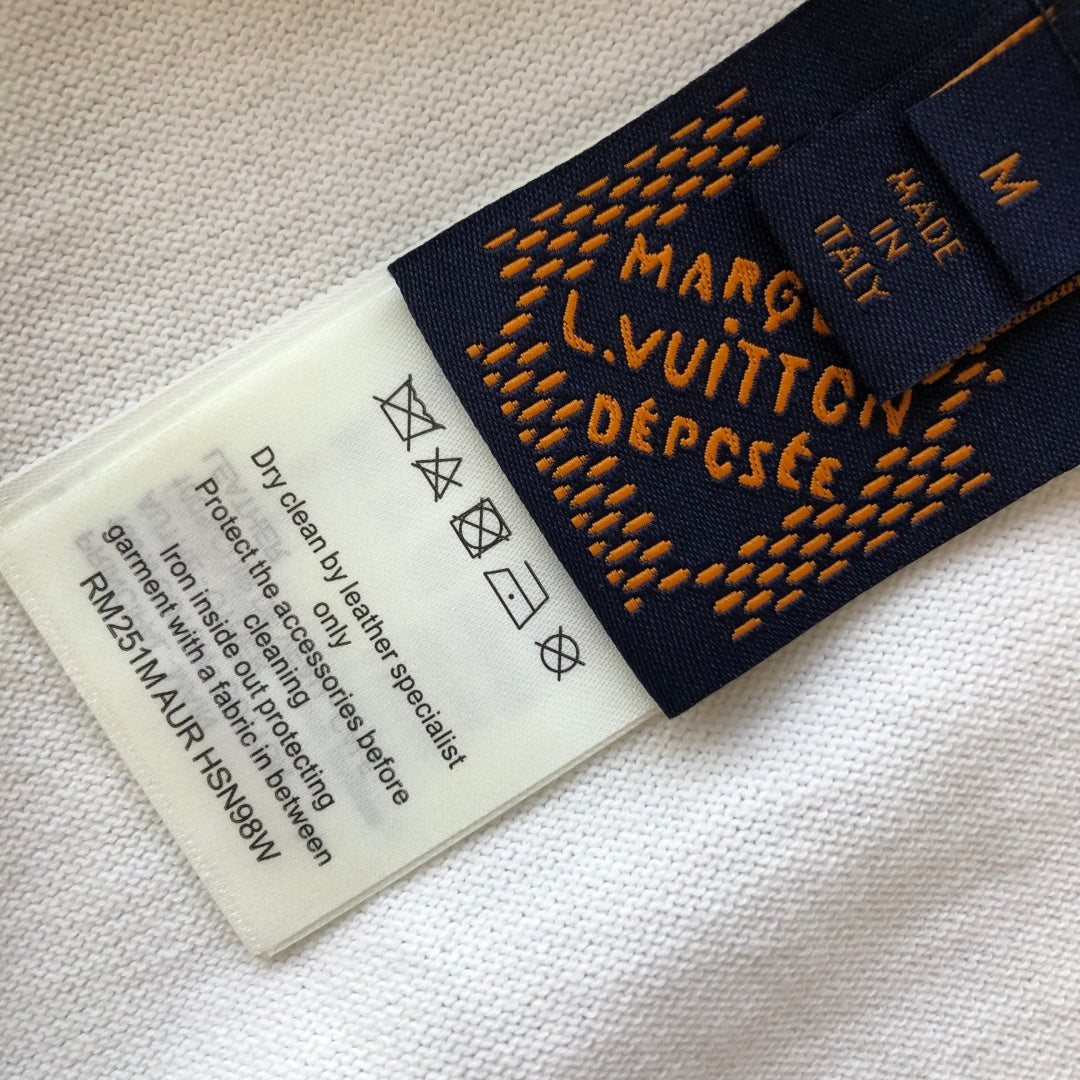 M
MADE
IN
ITALY
L.VUITTON
DÉPOSÉE
Dry clean by leather specialist
only
Protect the accessories before
cleaning
Iron inside out protecting
garment with a fabric in between
RM251M AUR HSN98W